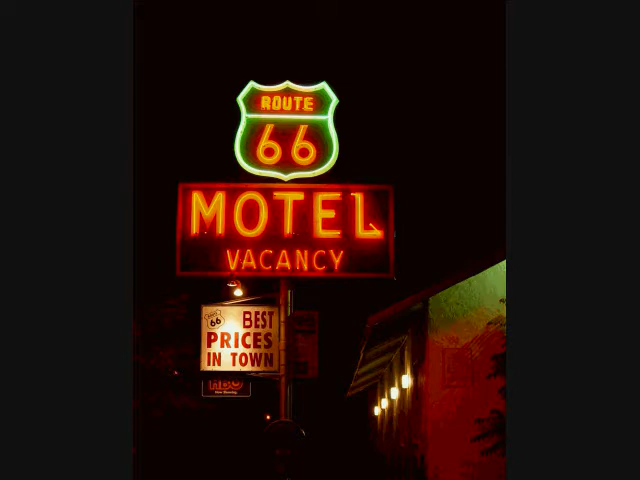 ROUTE
66
MOTEL
VACANCY
66
BEST
PRICES
IN TOWN
HBO